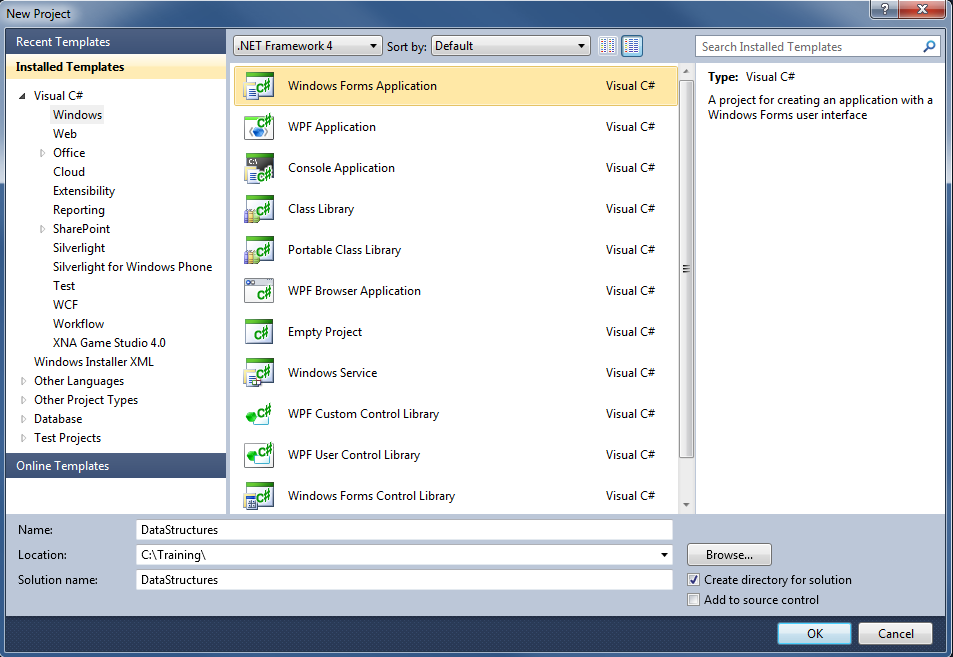 New Project
Recent Templates
Installed Templates
Visual C#
Windows
Web
Office
Cloud
Extensibility
Reporting
SharePoint
Silverlight
Silverlight for Windows Phone
Test
WCF
Workflow
XNA Game Studio 4.0
Windows Installer XML
Other Languages
Other Project Types
Database
Test Projects
Online Templates
.NET Framework 4 Sort by: Default
Windows Forms Application Visual C#
WPF Application Visual C#
Console Application Visual C#
Class Library Visual C#
Portable Class Library Visual C#
WPF Browser Application Visual C#
Empty Project Visual C#
Windows Service Visual C#
WPF Custom Control Library Visual C#
WPF User Control Library Visual C#
Windows Forms Control Library Visual C#
Search Installed Templates
Type: Visual C#
A project for creating an application with a
Windows Forms user interface
Name: DataStructures
Location: C:\Training\ Browse...
Solution name: DataStructures
Create directory for solution
Add to source control
OK Cancel